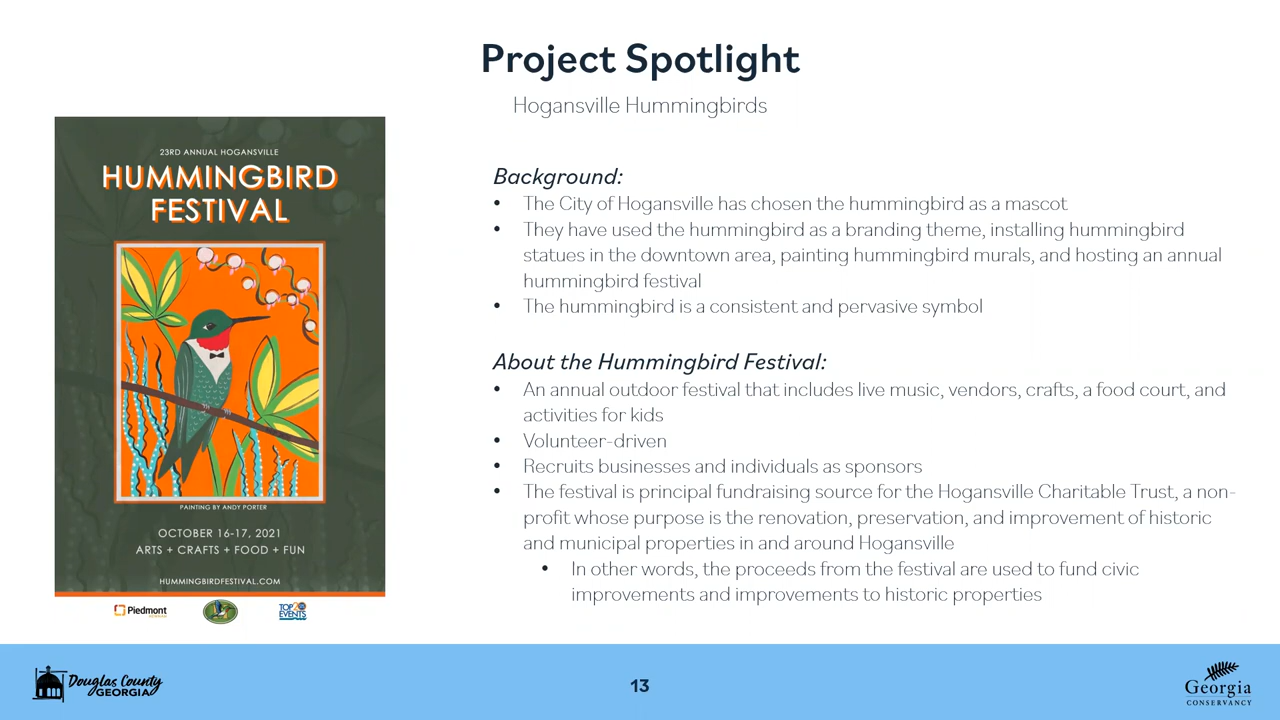 Project Spotlight
Hogansville Hummingbirds
23RD ANNUAL HOGANSVILLE
HUMMINGBIRD
FESTIVAL
PAINTING BY ANDY PORTER
OCTOBER 16-17, 2021
ARTS + CRAFTS + FOOD + FUN
HUMMINGBIRDFESTIVAL.COM
Piedmont
TOP 20
EVENTS
Background:
• The City of Hogansville has chosen the hummingbird as a mascot
• They have used the hummingbird as a branding theme, installing hummingbird
statues in the downtown area, painting hummingbird murals, and hosting an annual
hummingbird festival
• The hummingbird is a consistent and pervasive symbol
About the Hummingbird Festival:
• An annual outdoor festival that includes live music, vendors, crafts, a food court, and
activities for kids
• Volunteer-driven
• Recruits businesses and individuals as sponsors
• The festival is principal fundraising source for the Hogansville Charitable Trust, a non-
profit whose purpose is the renovation, preservation, and improvement of historic
and municipal properties in and around Hogansville
• In other words, the proceeds from the festival are used to fund civic
improvements and improvements to historic properties
Douglas County
GEORGIA
13
Georgia
CONSERVANCY